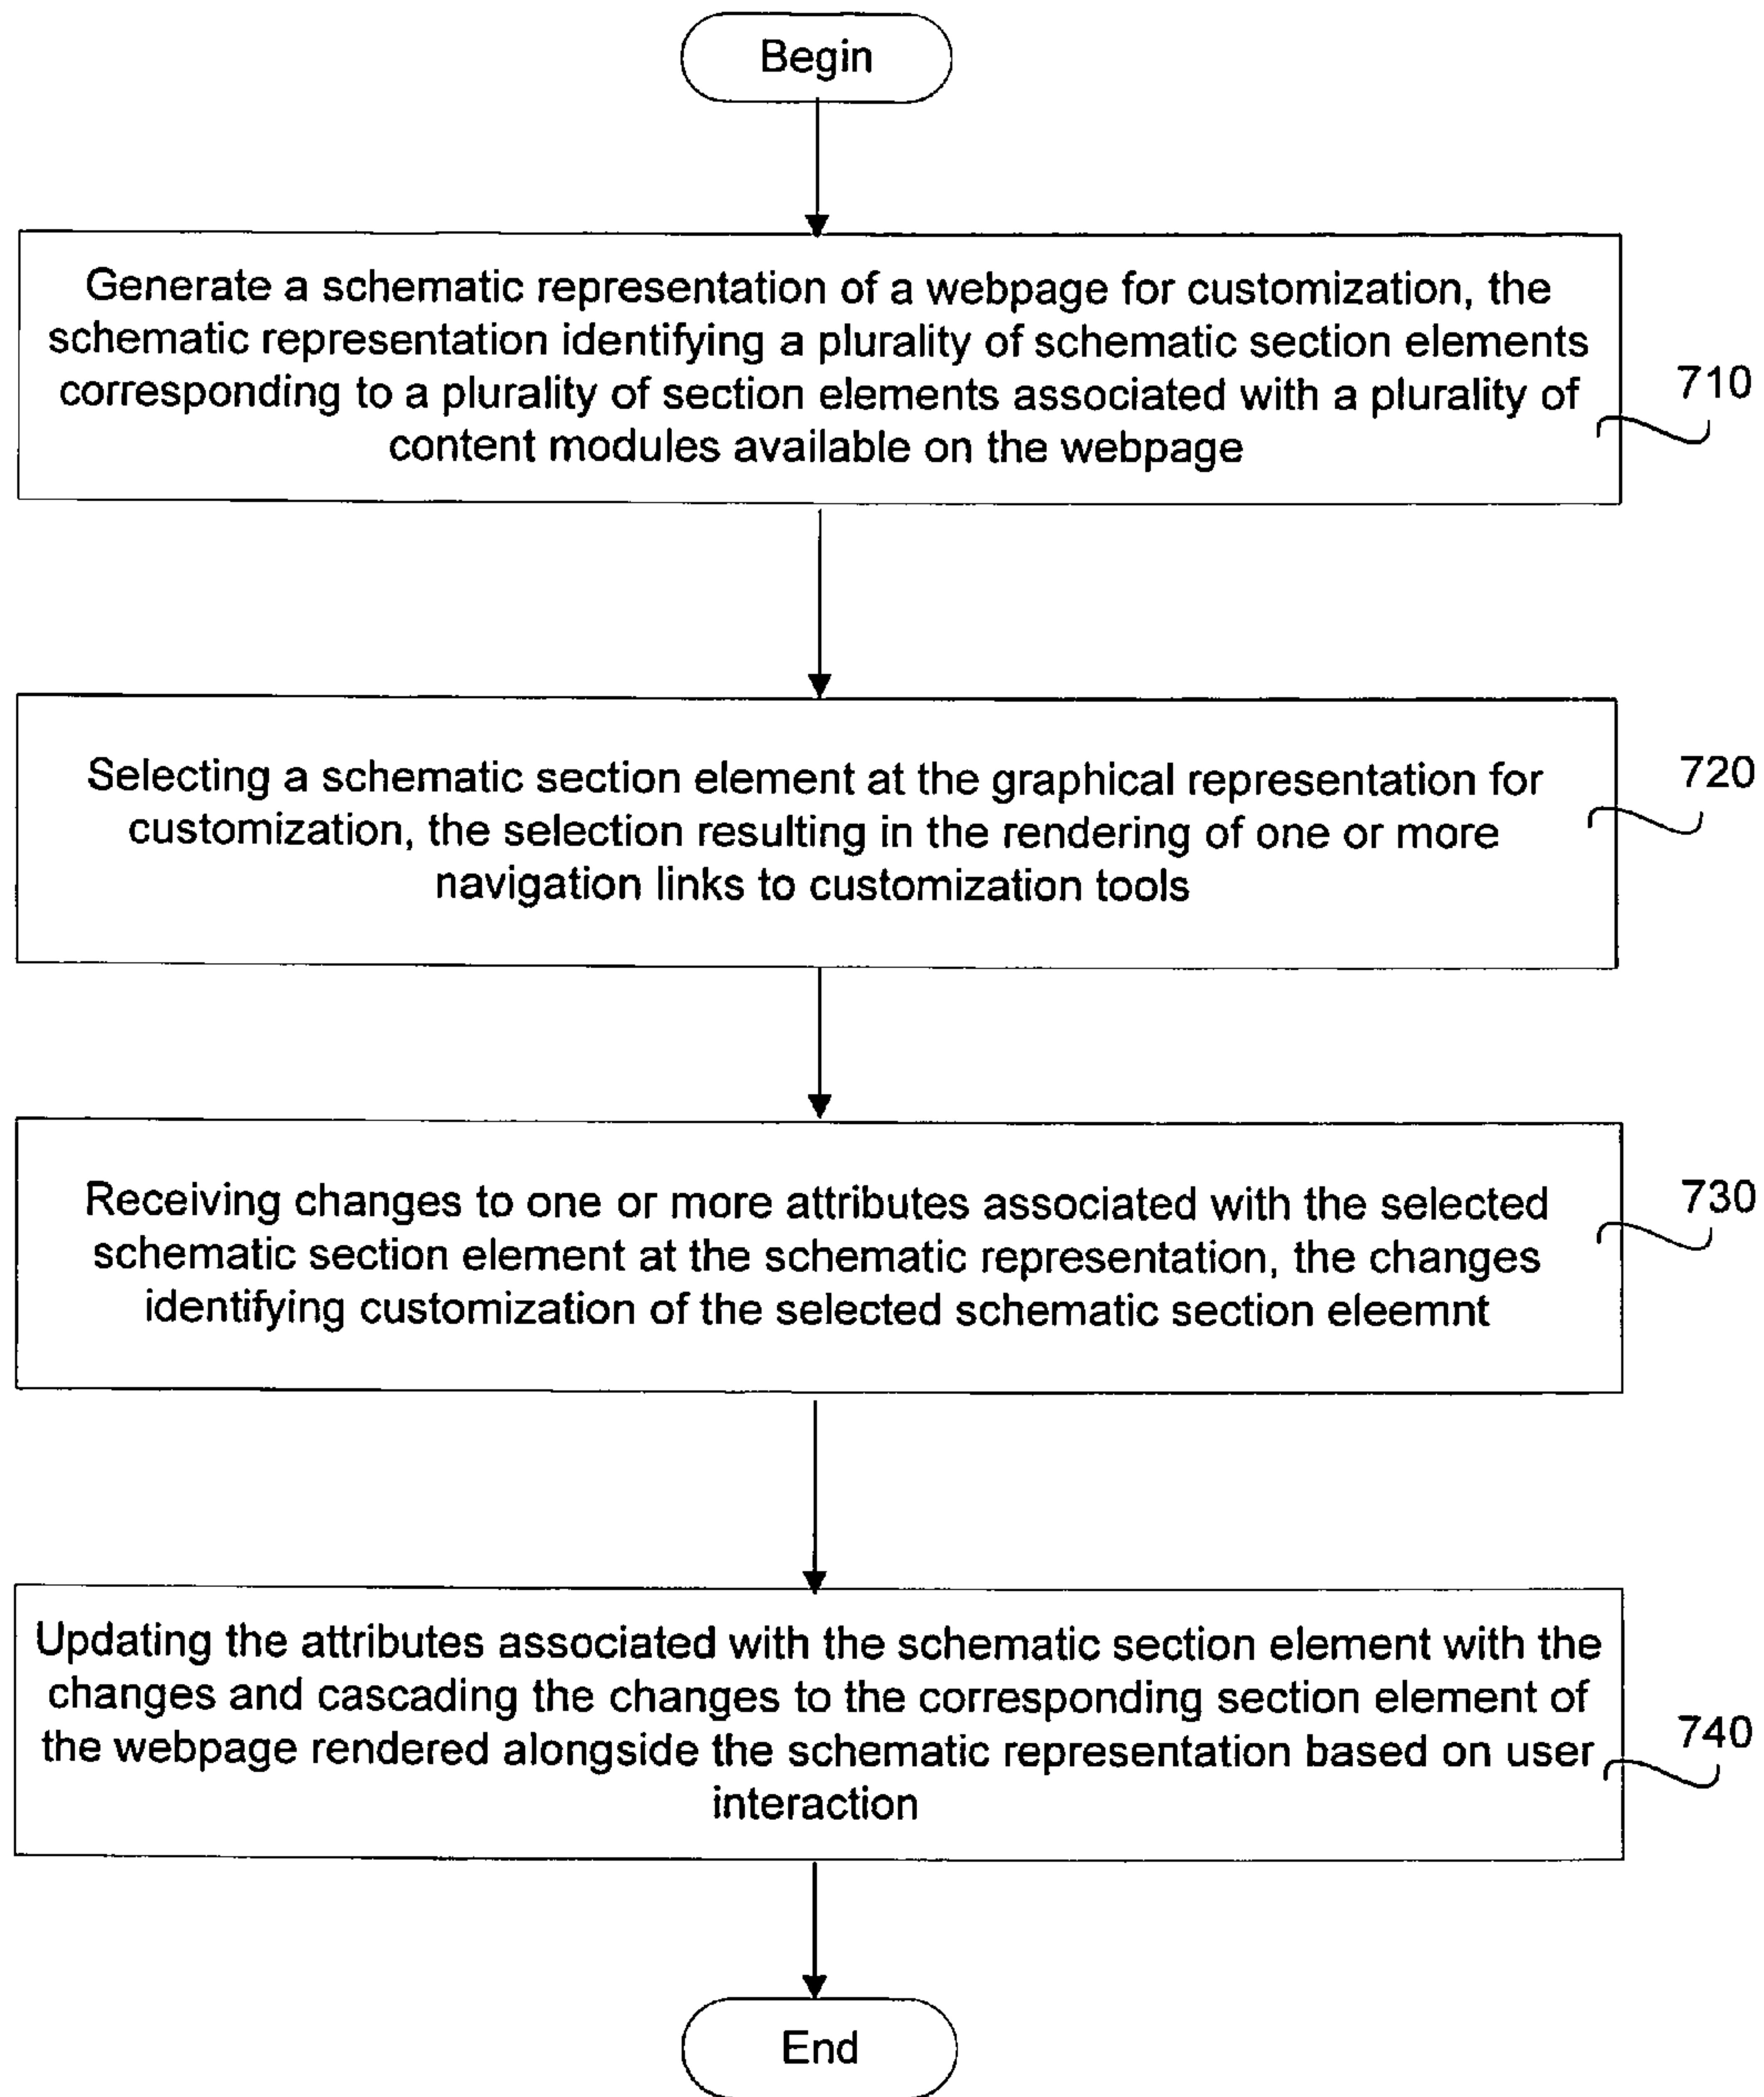 Begin
Generate a schematic representation of a webpage for customization, the
schematic representation identifying a plurality of schematic section elements
corresponding to a plurality of section elements associated with a plurality of
content modules available on the webpage
710
Selecting a schematic section element at the graphical representation for
customization, the selection resulting in the rendering of one or more
navigation links to customization tools
720
Receiving changes to one or more attributes associated with the selected
schematic section element at the schematic representation, the changes
identifying customization of the selected schematic section eleemnt
730
Updating the attributes associated with the schematic section element with the
changes and cascading the changes to the corresponding section element of
the webpage rendered alongside the schematic representation based on user
interaction
740
End